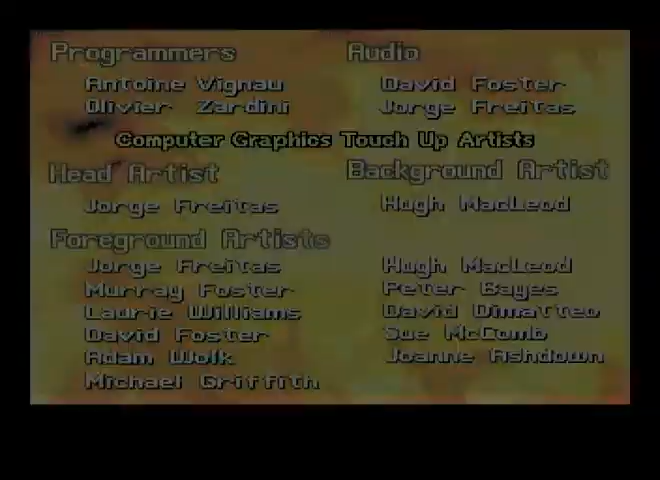 Programmers
Antoine Vignau
Olivier Zardini
Audio
David Foster
Jorge Freitas
Computer Graphics Touch Up Artists
Head Artist
Jorge Freitas
Background Artist
Hugh MacLeod
Foreground Artists
Jorge Freitas
Murray Foster
Laurie Williams
David Foster
Adam Wolk
Michael Griffith
Hugh MacLeod
Peter Bayes
David Dimatteo
Sue McComb
Joanne Ashdown